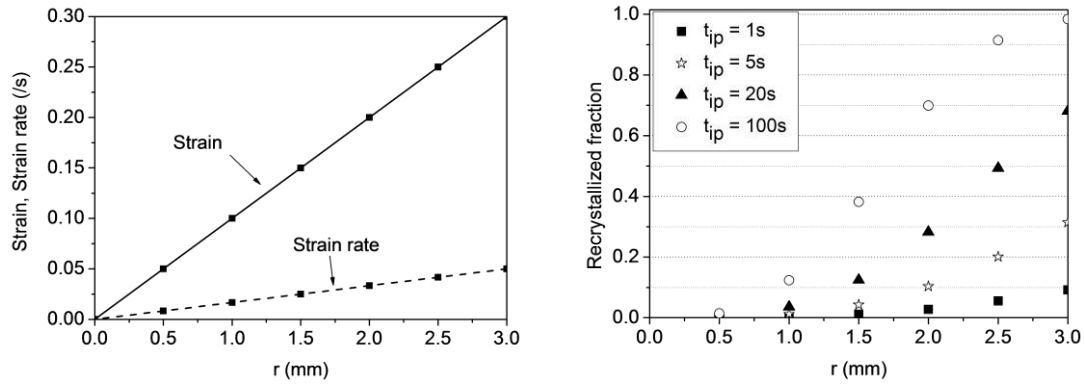 Strain, Strain rate (/s)
0.30
0.25
0.20
0.15
0.10
0.05
0.00
Strain
Strain rate
0.0 0.5 1.0 1.5 2.0 2.5 3.0
r (mm)
Recrystallized fraction
1.0
0.8
0.6
0.4
0.2
0.0
t_ip = 1s
t_ip = 5s
t_ip = 20s
t_ip = 100s
0.0 0.5 1.0 1.5 2.0 2.5 3.0
r (mm)